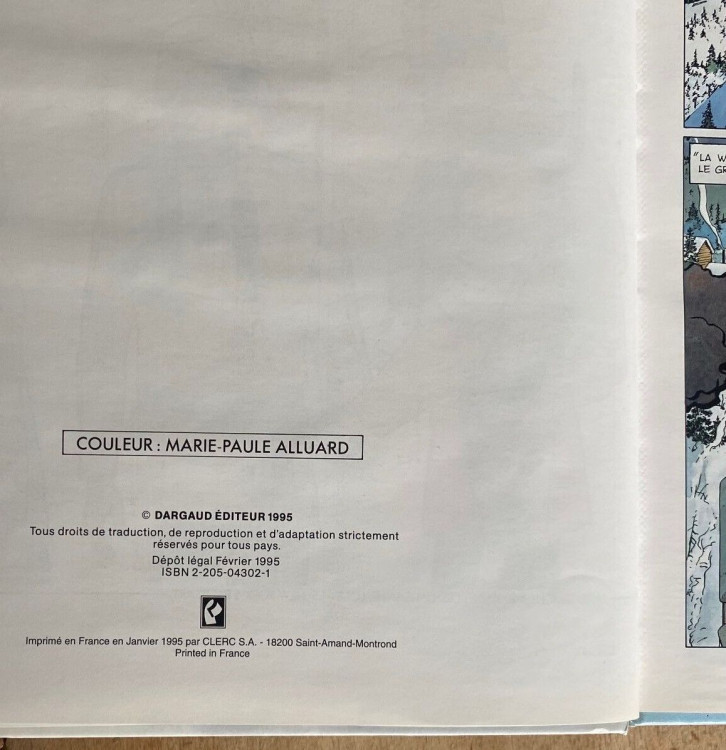 COULEUR : MARIE-PAULE ALLUARD
© DARGAUD ÉDITEUR 1995
Tous droits de traduction, de reproduction et d'adaptation strictement
réservés pour tous pays.
Dépôt légal Février 1995
ISBN 2-205-04302-1
Imprimé en France en Janvier 1995 par CLERC S.A. - 18200 Saint-Amand-Montrond
Printed in France
"LA
LE